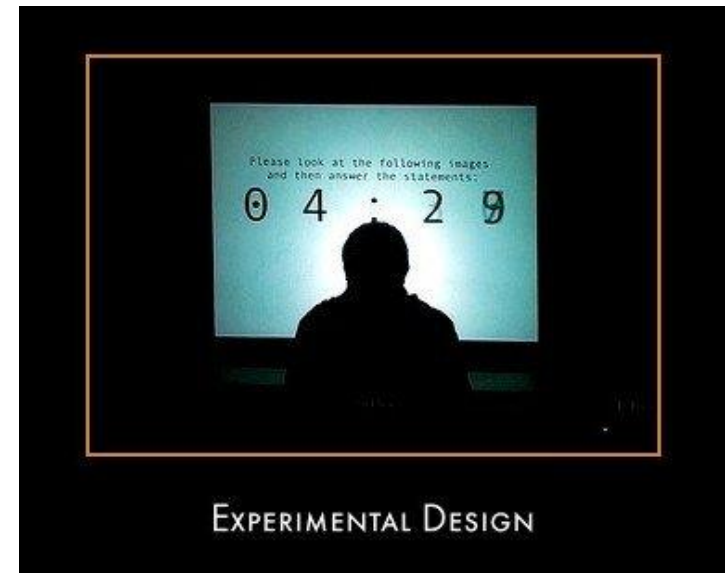 Please look at the following images
and then answer the statements:
04:29
EXPERIMENTAL DESIGN